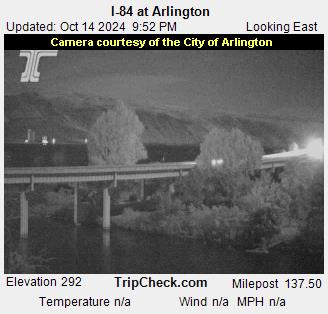 I-84 at Arlington
Updated: Oct 14 2024 9:52 PM Looking East
Camera courtesy of the City of Arlington
Elevation 292 TripCheck.com Milepost 137.50
Temperature n/a Wind n/a MPH n/a